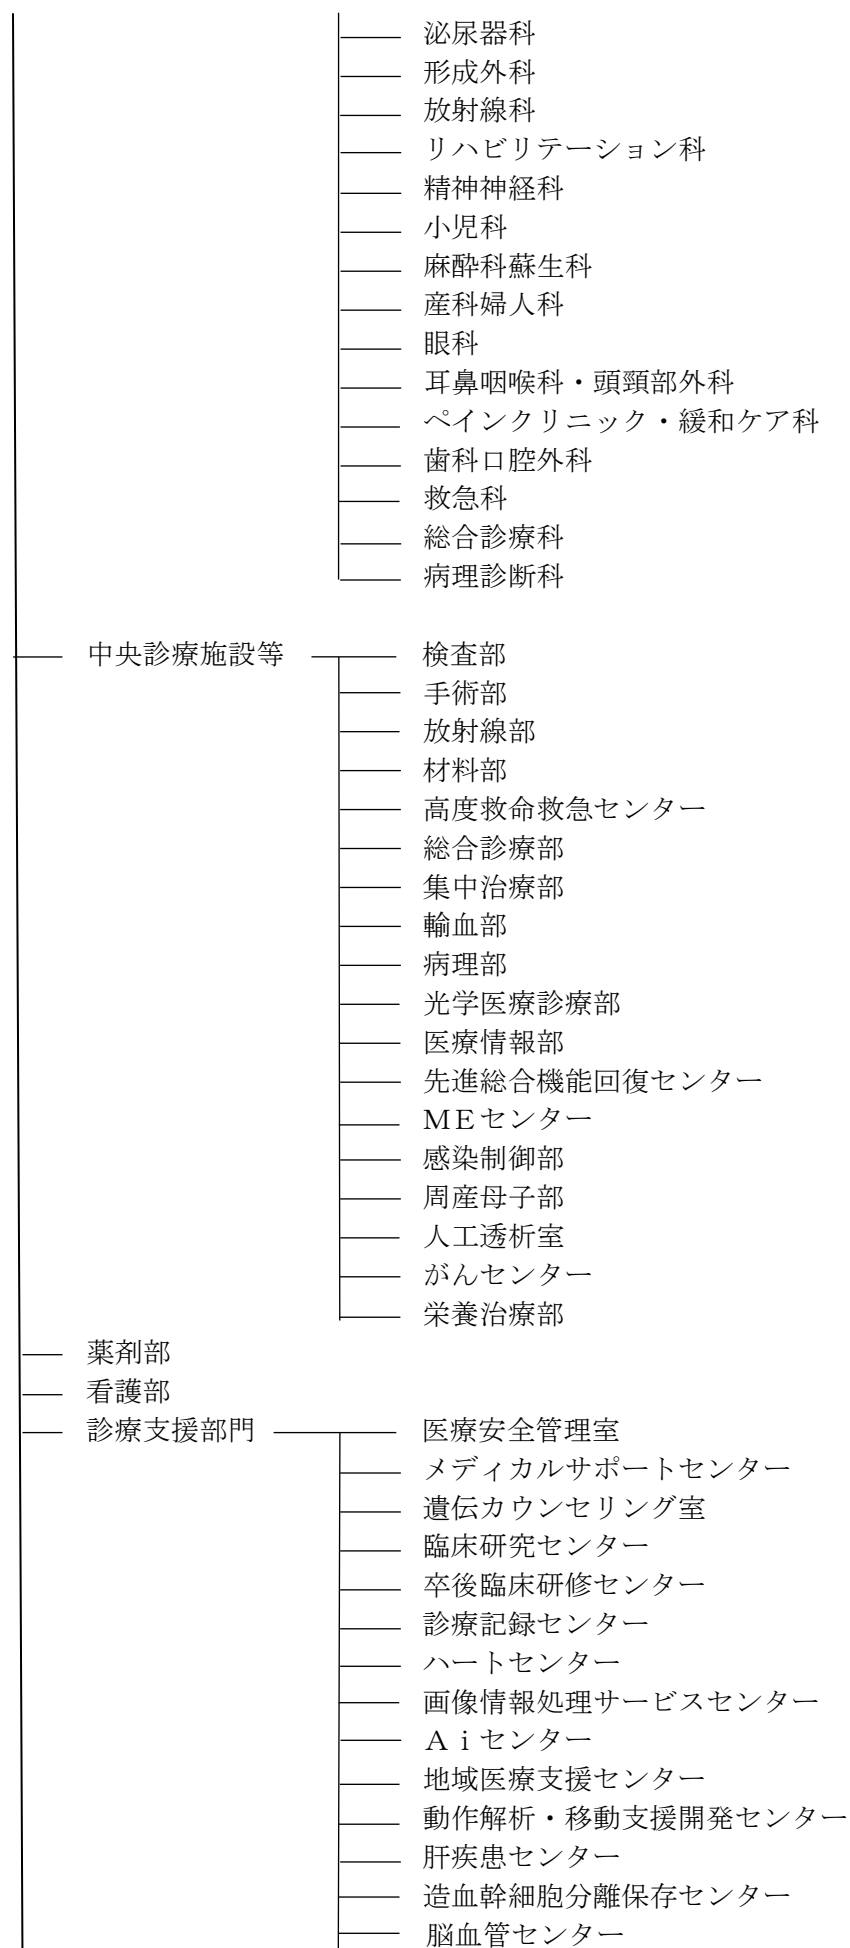 泌尿器科
形成外科
放射線科
リハビリテーション科
精神神経科
小児科
麻酔科蘇生科
産科婦人科
眼科
耳鼻咽喉科・頭頸部外科
ペインクリニック・緩和ケア科
歯科口腔外科
救急科
総合診療科
病理診断科
中央診療施設等 検査部
手術部
放射線部
材料部
高度救命救急センター
総合診療部
集中治療部
輸血部
病理部
光学医療診療部
医療情報部
先進総合機能回復センター
ＭＥセンター
感染制御部
周産母子部
人工透析室
がんセンター
栄養治療部
薬剤部
看護部
診療支援部門 医療安全管理室
メディカルサポートセンター
遺伝カウンセリング室
臨床研究センター
卒後臨床研修センター
診療記録センター
ハートセンター
画像情報処理サービスセンター
Ａｉセンター
地域医療支援センター
動作解析・移動支援開発センター
肝疾患センター
造血幹細胞分離保存センター
脳血管センター